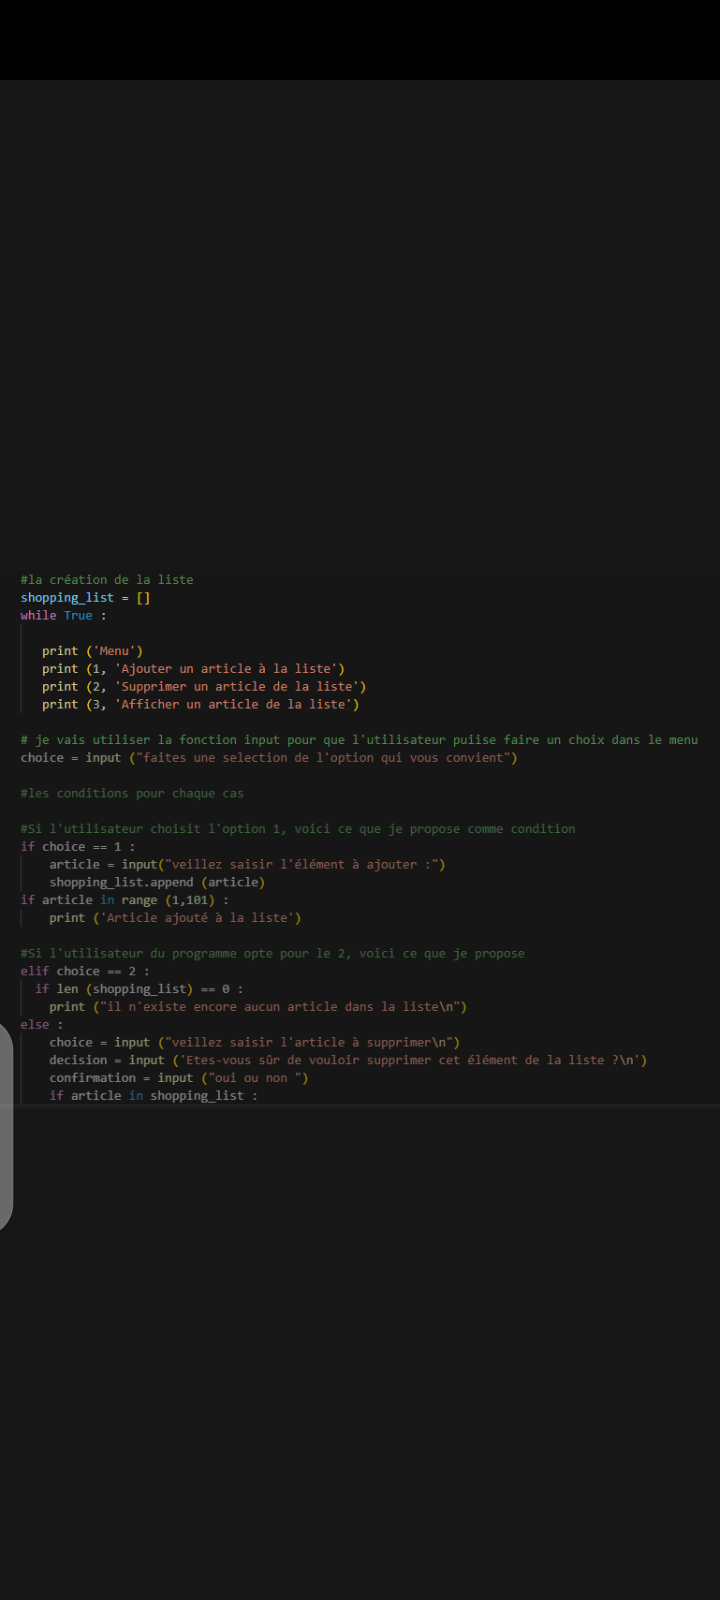 #la création de la liste
shopping_list = []
while True :
print ('Menu')
print (1, 'Ajouter un article à la liste')
print (2, 'Supprimer un article de la liste')
print (3, 'Afficher un article de la liste')
# je vais utiliser la fonction input pour que l'utilisateur puiise faire un choix dans le menu
choice = input ("faites une selection de l'option qui vous convient")
#les conditions pour chaque cas
#Si l'utilisateur choisit l'option 1, voici ce que je propose comme condition
if choice == 1 :
article = input("veillez saisir l'élément à ajouter :")
shopping_list.append (article)
if article in range (1,101) :
print ('Article ajouté à la liste')
#Si l'utilisateur du programme opte pour le 2, voici ce que je propose
elif choice == 2 :
if len (shopping_list) == 0 :
print ("il n'existe encore aucun article dans la liste\n")
else :
choice = input ("veillez saisir l'article à supprimer\n")
decision = input ('Etes-vous sûr de vouloir supprimer cet élément de la liste ?\n')
confirmation = input ("oui ou non ")
if article in shopping_list :